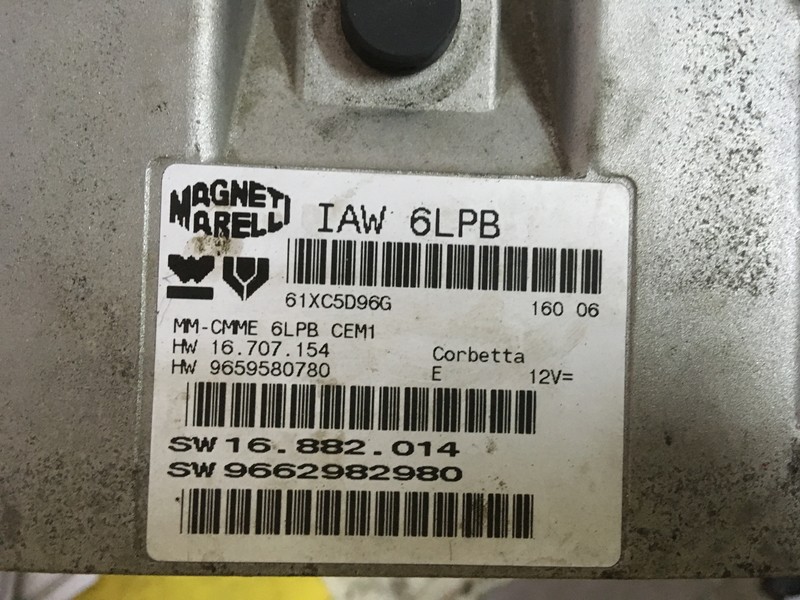 MAGNETI
MARELLI
IAW 6LPB
61XC5D96G 160 06
MM-CMME 6LPB CEM1
HW 16.707.154 Corbetta
HW 9659580780 E 12V=
SW 16.882.014
SW 9662982980